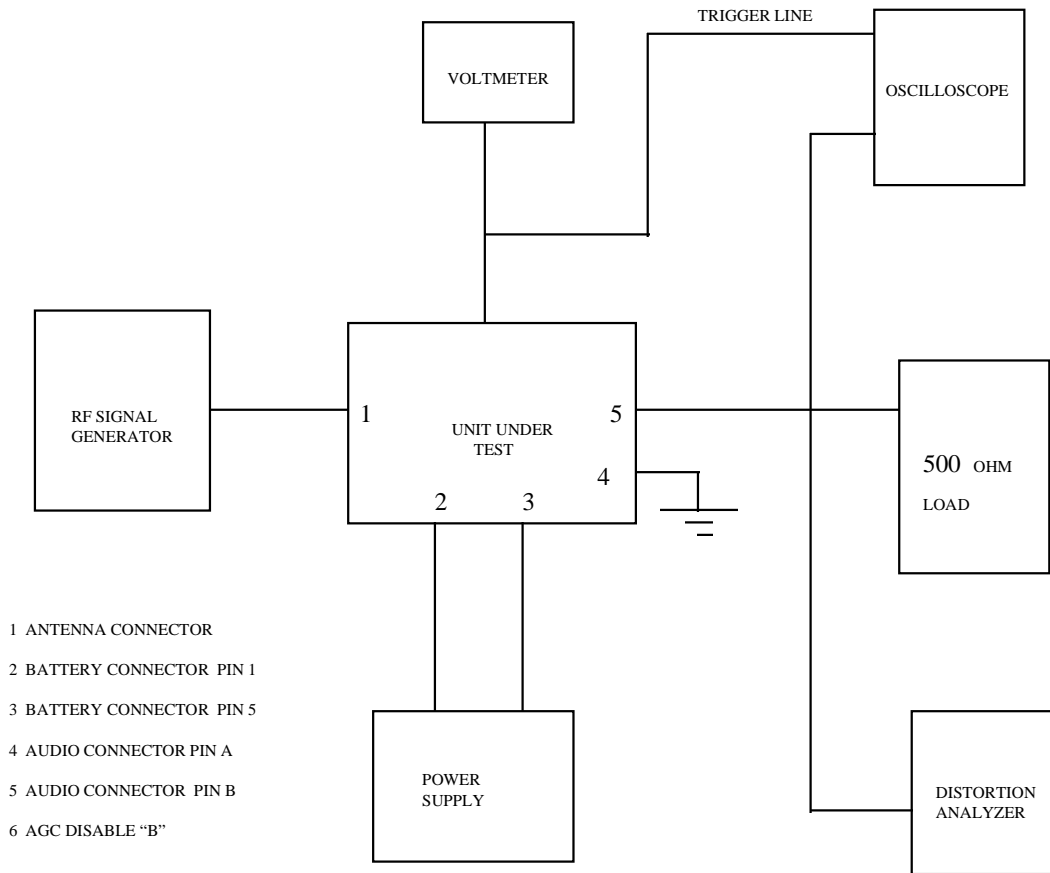 TRIGGER LINE
VOLTMETER
OSCILLOSCOPE
RF SIGNAL
GENERATOR
1
5
UNIT UNDER
TEST
4
2
3
500 OHM
LOAD
1 ANTENNA CONNECTOR
2 BATTERY CONNECTOR PIN 1
3 BATTERY CONNECTOR PIN 5
4 AUDIO CONNECTOR PIN A
5 AUDIO CONNECTOR PIN B
6 AGC DISABLE “B”
POWER
SUPPLY
DISTORTION
ANALYZER